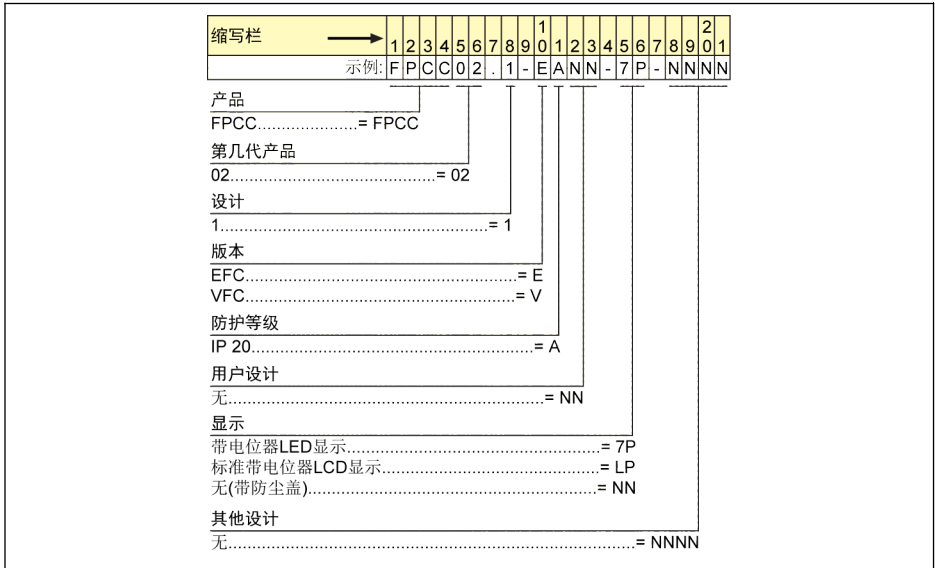 缩写栏 1 2 3 4 5 6 7 8 9 10 1 2 3 4 5 6 7 8 9 20 1
示例: F P C C 0 2 . 1 - E A N N - 7 P - N N N N
产品
FPCC.....................= FPCC
第几代产品
02..........................................= 02
设计
1......................................................= 1
版本
EFC.......................................................= E
VFC.......................................................= V
防护等级
IP 20.........................................................= A
用户设计
无................................................................= NN
显示
带电位器LED显示...................................................= 7P
标准带电位器LCD显示............................................= LP
无(带防尘盖)..........................................................= NN
其他设计
无..................................................................................= NNNN